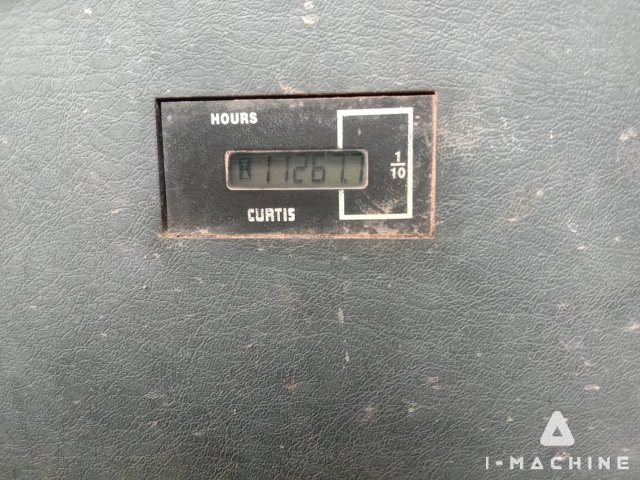 HOURS
11267.7
1
10
CURTIS
I-MACHINE